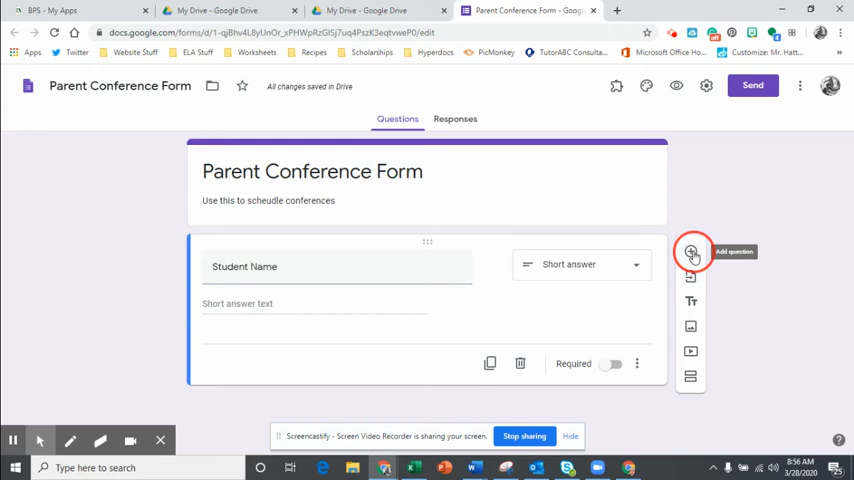 BPS - My Apps
My Drive - Google Drive
My Drive - Google Drive
Parent Conference Form - Goog
docs.google.com/forms/d/1-qjBhv4L8yUnOr_xPHWpRzGlSj7uq4PszK3eqtvweP0/edit
Apps
Twitter
Website Stuff
ELA Stuff
Worksheets
Recipes
Scholarships
Hyperdocs
PicMonkey
TutorABC Consulta...
Microsoft Office Ho...
Customize: Mr. Hatt...
Parent Conference Form
All changes saved in Drive
Send
Questions
Responses
Parent Conference Form
Use this to scheudle conferences
Student Name
Short answer
Add question
Short answer text
Tт
Required
Screencastify - Screen Video Recorder is sharing your screen.
Stop sharing
Hide
Type here to search
8:56 AM
3/28/2020
25